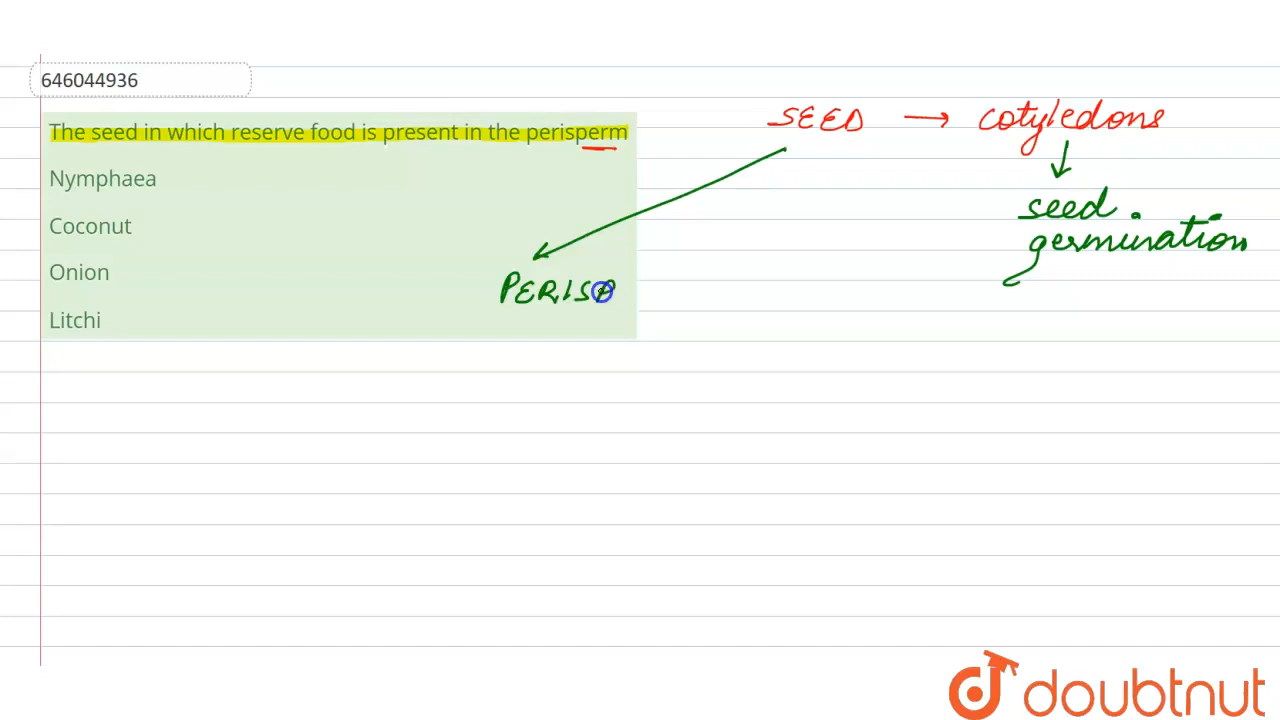 646044936
The seed in which reserve food is present in the perisperm
Nymphaea
Coconut
Onion
Litchi
SEED → cotyledons
seed
germination
PERISP
doubtnut